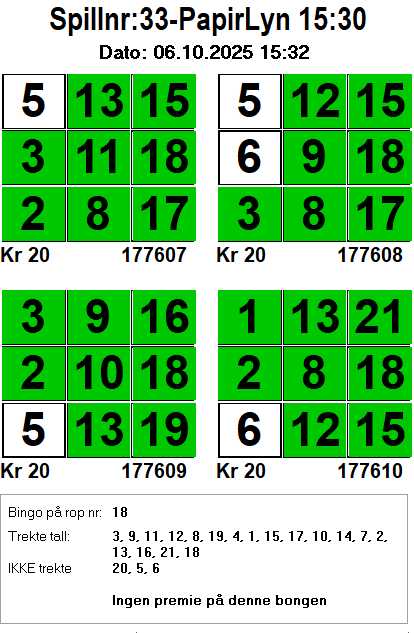 Spillnr:33-PapirLyn 15:30
Dato: 06.10.2025 15:32
5 13 15 5 12 15
3 11 18 6 9 18
2 8 17 3 8 17
Kr 20 177607 Kr 20 177608
3 9 16 1 13 21
2 10 18 2 8 18
5 13 19 6 12 15
Kr 20 177609 Kr 20 177610
Bingo på rop nr: 18
Trekte tall: 3, 9, 11, 12, 8, 19, 4, 1, 15, 17, 10, 14, 7, 2,
13, 16, 21, 18
IKKE trekte 20, 5, 6
Ingen premie på denne bongen